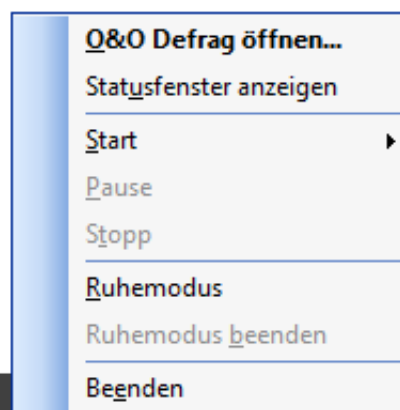 O&O Defrag öffnen...
Statusfenster anzeigen
Start
Pause
Stopp
Ruhemodus
Ruhemodus beenden
Beenden